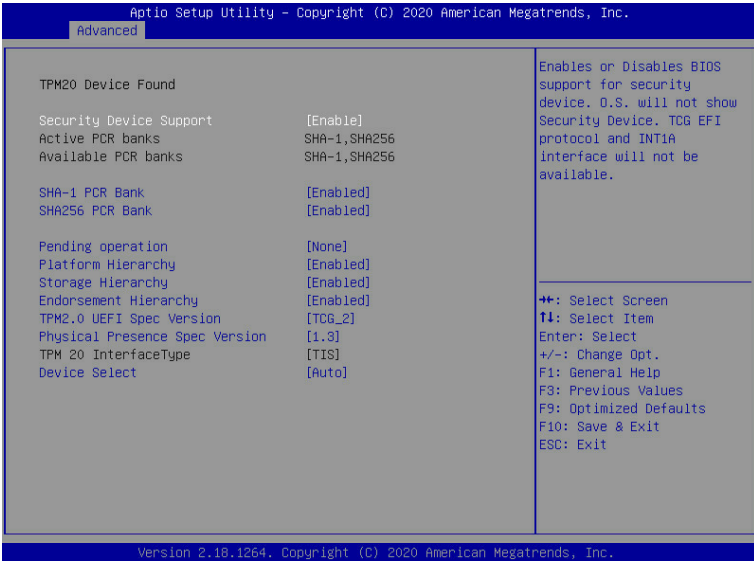 Aptio Setup Utility – Copyright (C) 2020 American Megatrends, Inc.
Advanced
TPM20 Device Found
Security Device Support [Enable]
Active PCR banks SHA-1,SHA256
Available PCR banks SHA-1,SHA256
SHA-1 PCR Bank [Enabled]
SHA256 PCR Bank [Enabled]
Pending operation [None]
Platform Hierarchy [Enabled]
Storage Hierarchy [Enabled]
Endorsement Hierarchy [Enabled]
TPM2.0 UEFI Spec Version [TCG_2]
Physical Presence Spec Version [1.3]
TPM 20 InterfaceType [TIS]
Device Select [Auto]
Enables or Disables BIOS
support for security
device. O.S. will not show
Security Device. TCG EFI
protocol and INT1A
interface will not be
available.
→←: Select Screen
↑↓: Select Item
Enter: Select
+/-: Change Opt.
F1: General Help
F3: Previous Values
F9: Optimized Defaults
F10: Save & Exit
ESC: Exit
Version 2.18.1264. Copyright (C) 2020 American Megatrends, Inc.